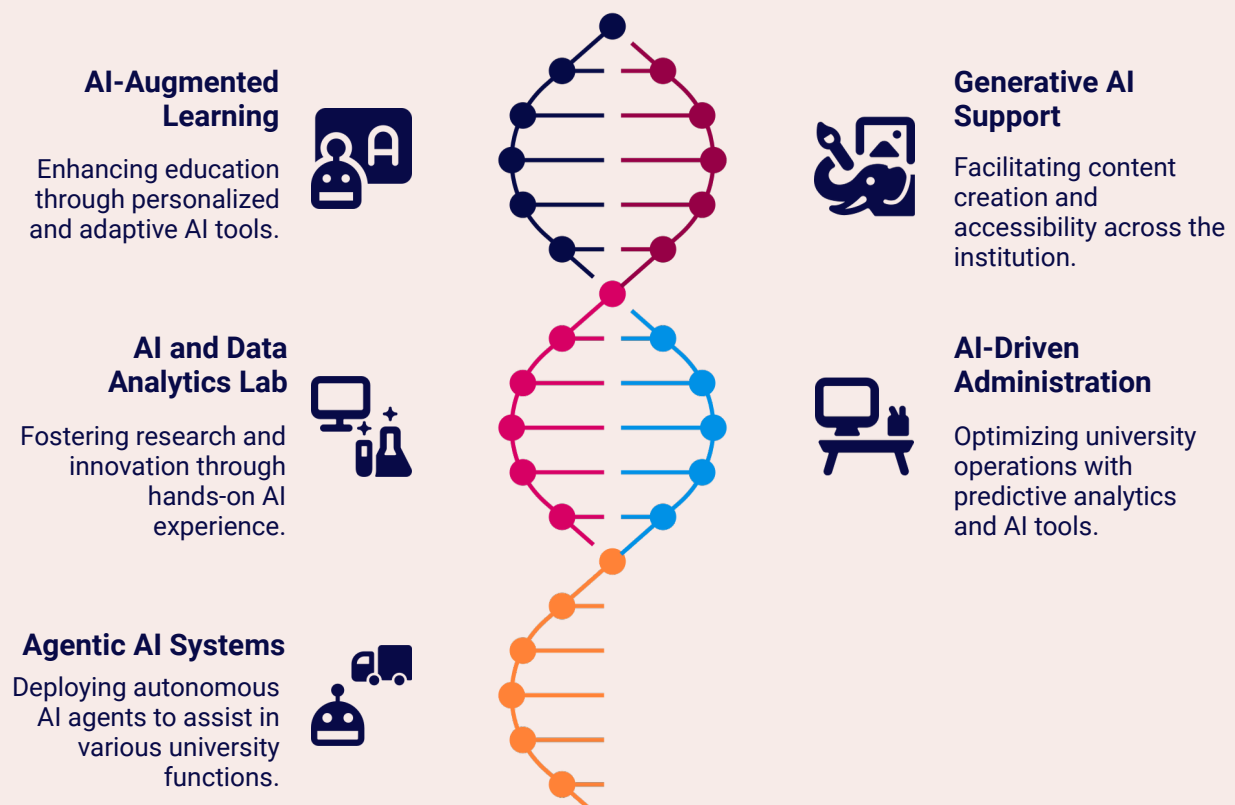 AI-Augmented
Learning
Enhancing education
through personalized
and adaptive AI tools.
Generative AI
Support
Facilitating content
creation and
accessibility across the
institution.
AI and Data
Analytics Lab
Fostering research and
innovation through
hands-on AI
experience.
AI-Driven
Administration
Optimizing university
operations with
predictive analytics
and AI tools.
Agentic AI Systems
Deploying autonomous
AI agents to assist in
various university
functions.